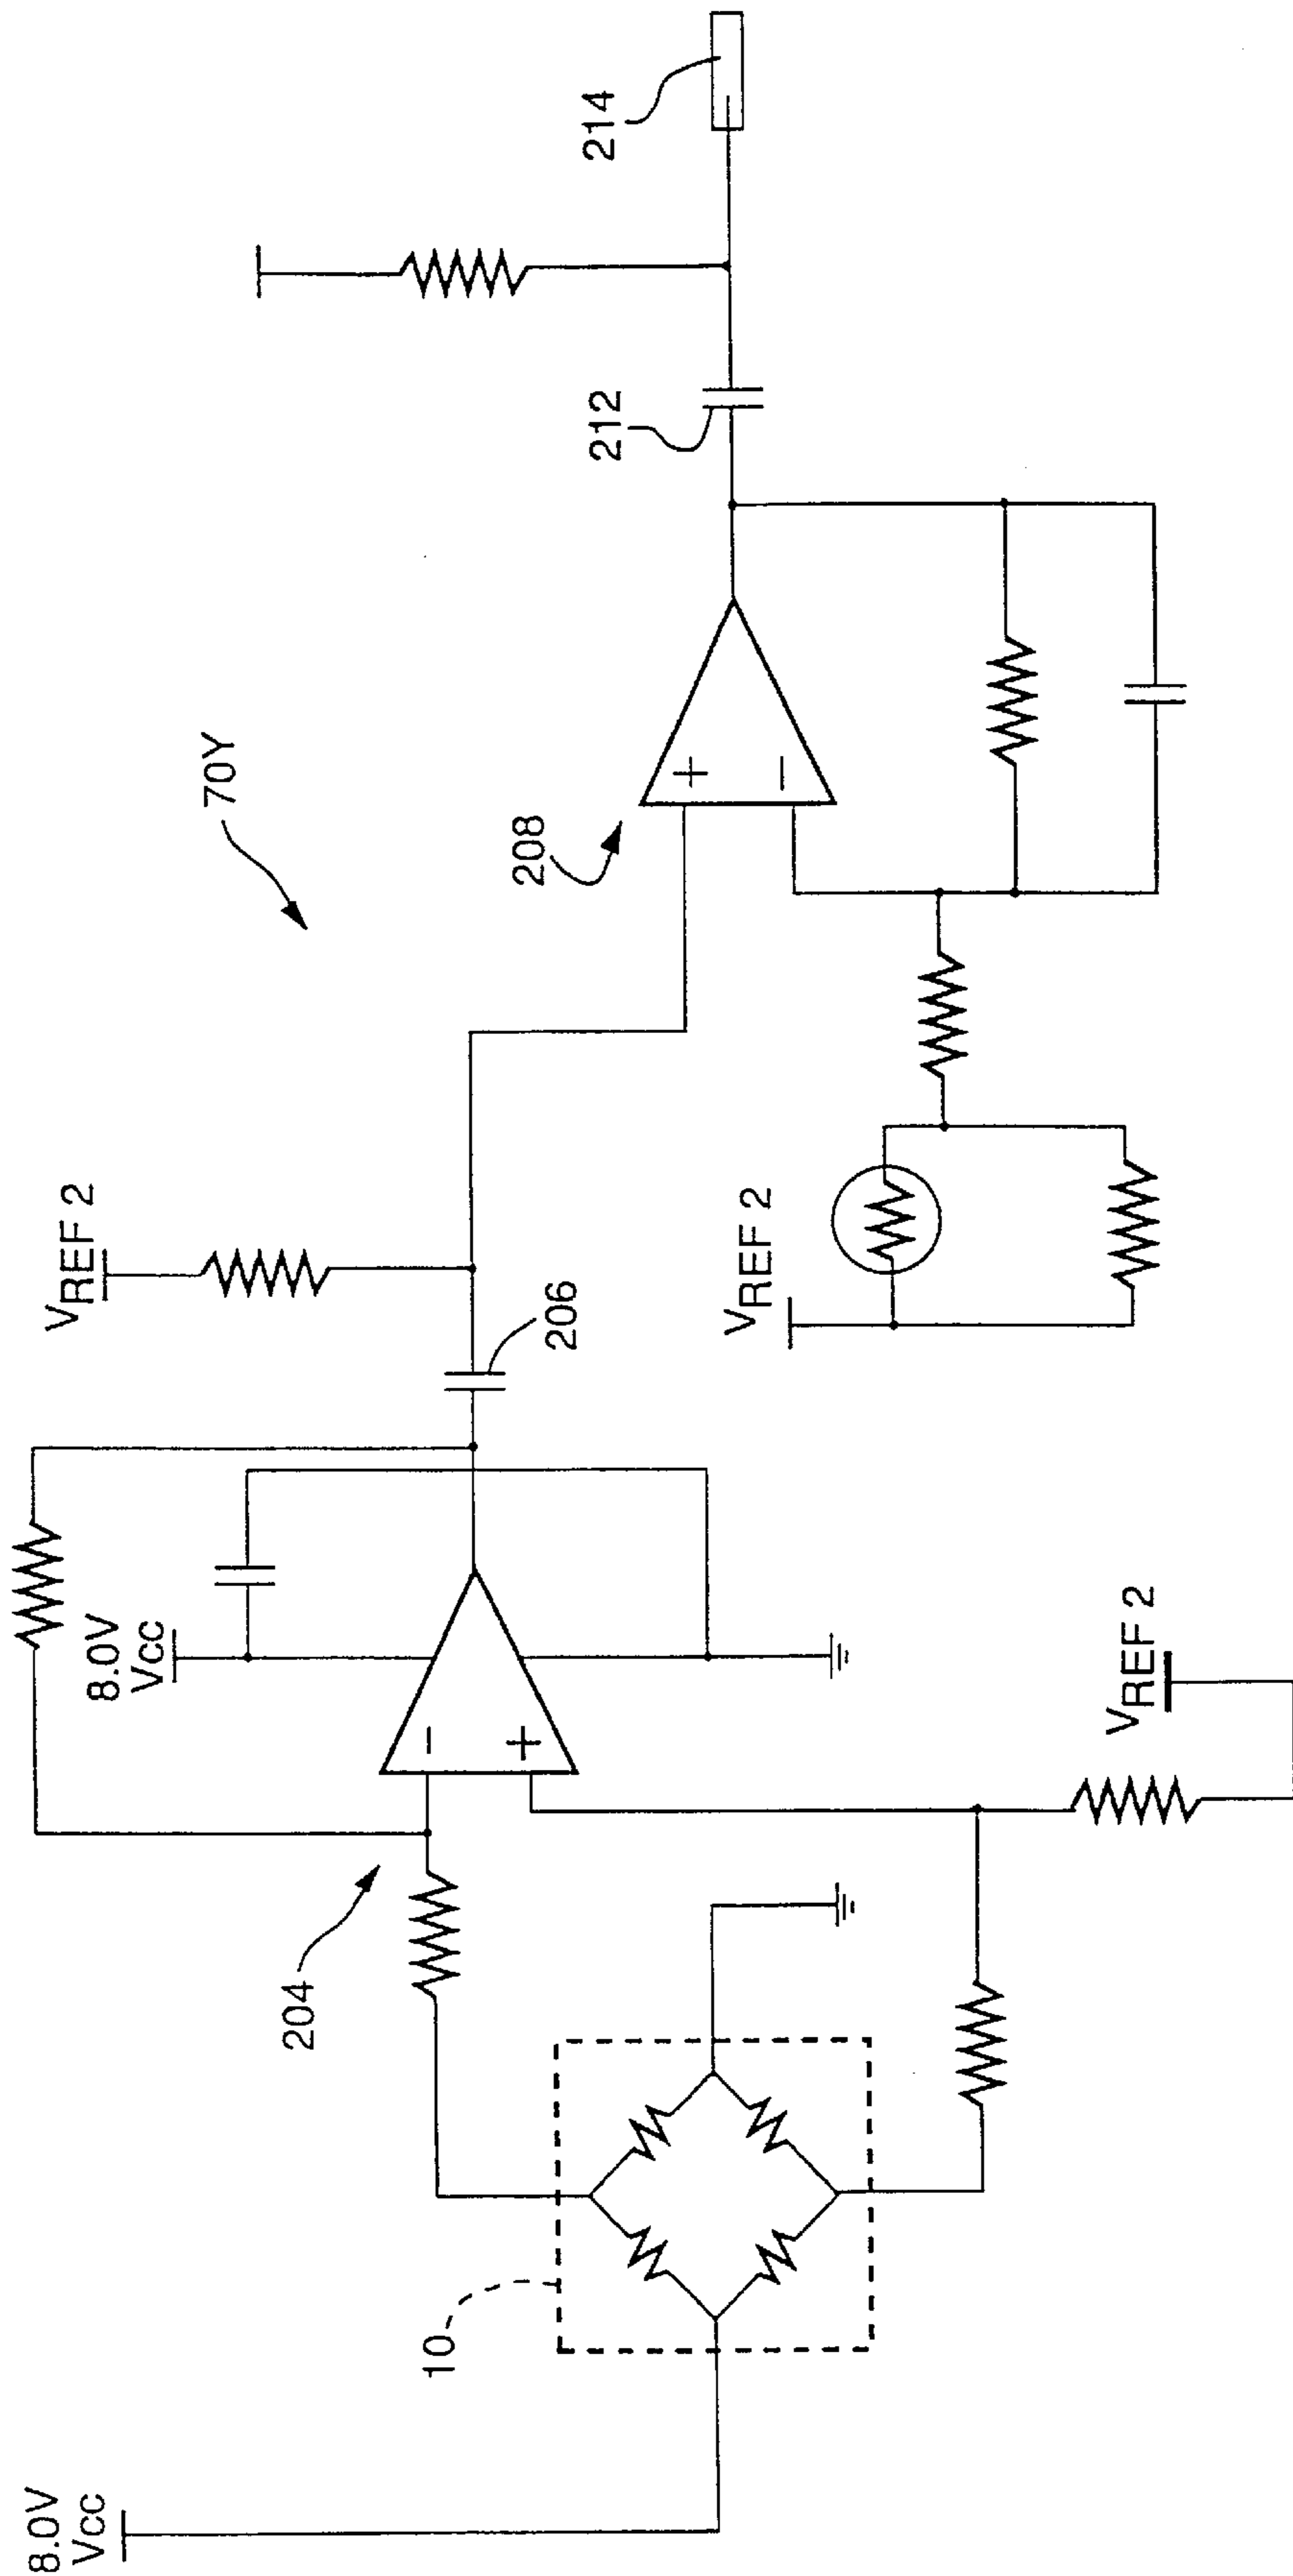 8.0V
VCC
10
204
8.0V
VCC
VREF 2
206
VREF 2
VREF 2
70Y
208
212
214
+
−
−
+